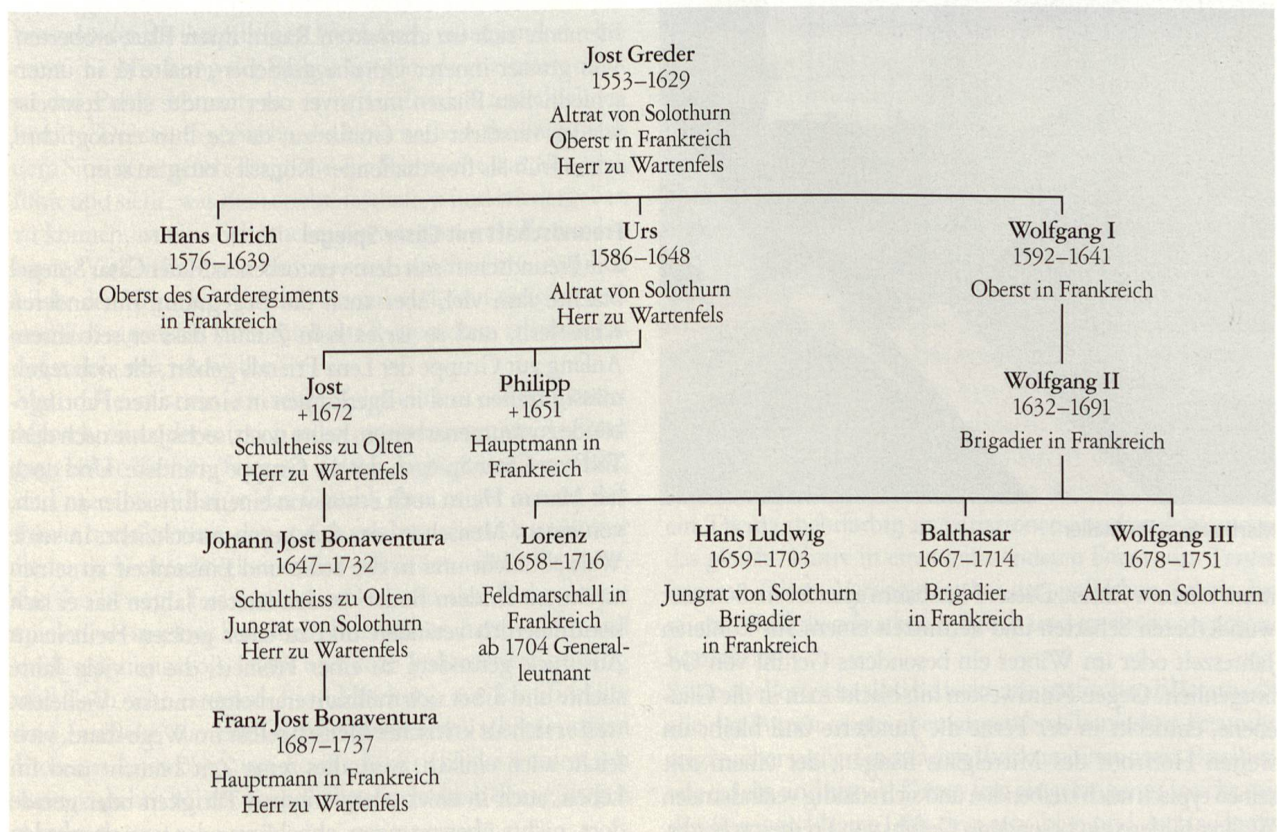 Jost Greder
1553–1629
Altrat von Solothurn
Oberst in Frankreich
Herr zu Wartenfels
Hans Ulrich
1576–1639
Oberst des Garderegiments
in Frankreich
Urs
1586–1648
Altrat von Solothurn
Herr zu Wartenfels
Wolfgang I
1592–1641
Oberst in Frankreich
Jost
+1672
Schultheiss zu Olten
Herr zu Wartenfels
Philipp
+1651
Hauptmann in
Frankreich
Wolfgang II
1632–1691
Brigadier in Frankreich
Johann Jost Bonaventura
1647–1732
Schultheiss zu Olten
Jungrat von Solothurn
Herr zu Wartenfels
Lorenz
1658–1716
Feldmarschall in
Frankreich
ab 1704 General-
leutnant
Hans Ludwig
1659–1703
Jungrat von Solothurn
Brigadier
in Frankreich
Balthasar
1667–1714
Brigadier
in Frankreich
Wolfgang III
1678–1751
Altrat von Solothurn
Franz Jost Bonaventura
1687–1737
Hauptmann in Frankreich
Herr zu Wartenfels